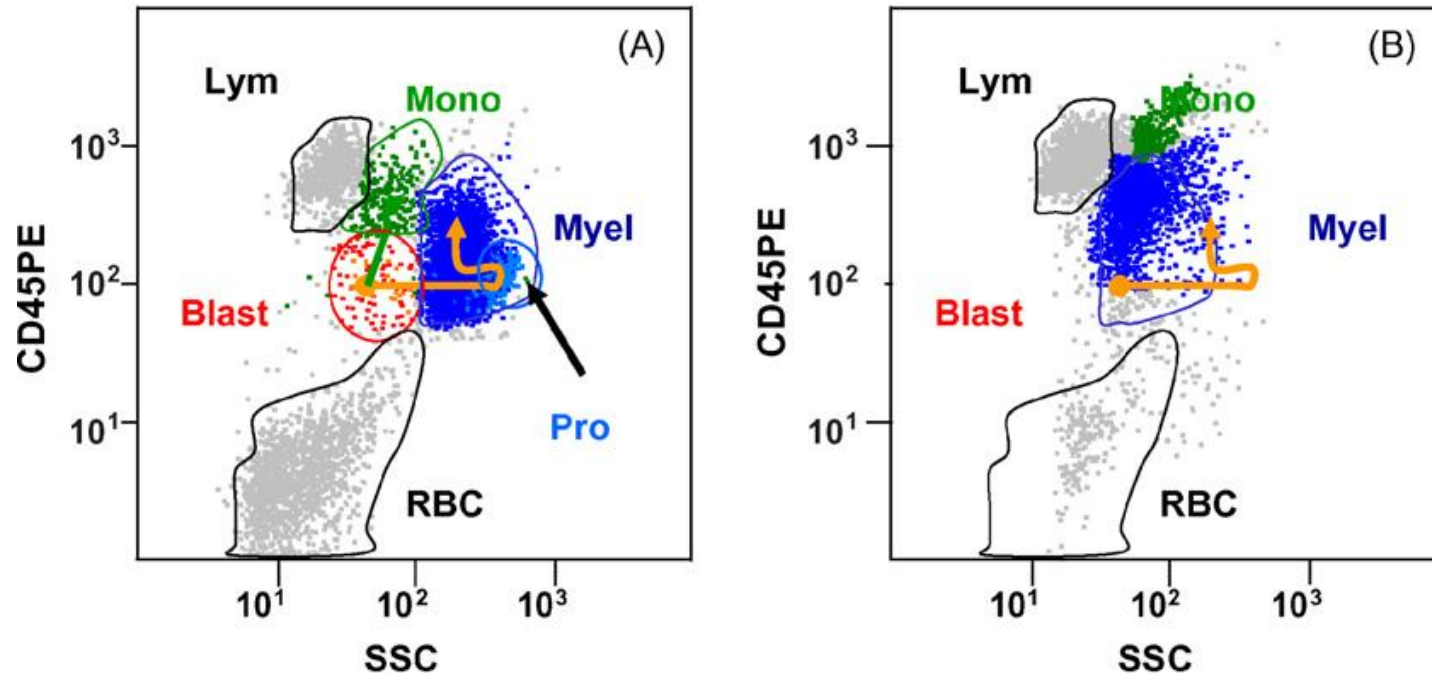 (A)
Lym
Mono
10³
Myel
CD45PE
10²
Blast
10¹
Pro
RBC
10¹ 10² 10³
SSC
(B)
Lym
Mono
10³
Myel
CD45PE
10²
Blast
10¹
RBC
10¹ 10² 10³
SSC